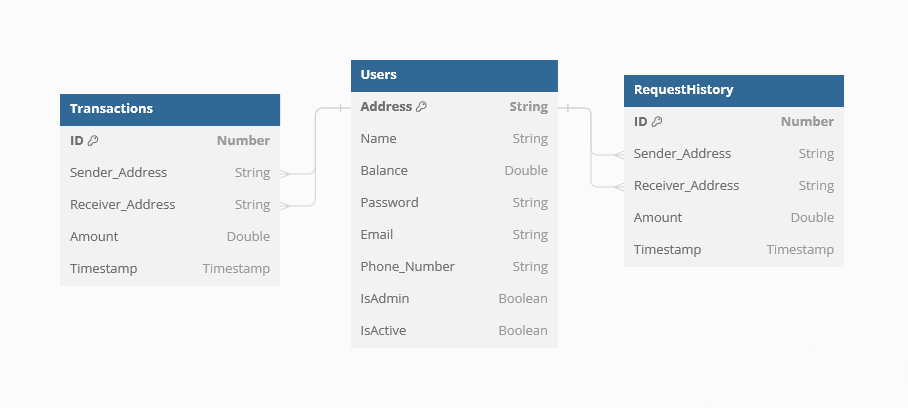 Transactions
ID Number
Sender_Address String
Receiver_Address String
Amount Double
Timestamp Timestamp
Users
Address String
Name String
Balance Double
Password String
Email String
Phone_Number String
IsAdmin Boolean
IsActive Boolean
RequestHistory
ID Number
Sender_Address String
Receiver_Address String
Amount Double
Timestamp Timestamp